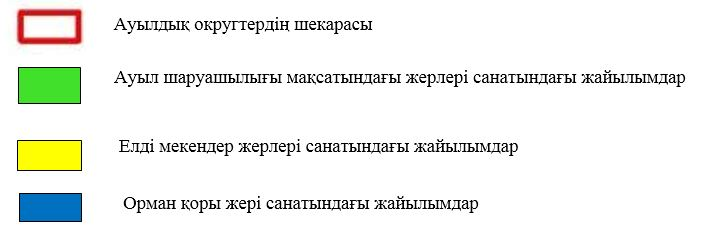 Ауылдық округтердің шекарасы
Ауыл шаруашылығы мақсатындағы жерлері санатындағы жайылымдар
Елді мекендер жерлері санатындағы жайылымдар
Орман қоры жері санатындағы жайылымдар